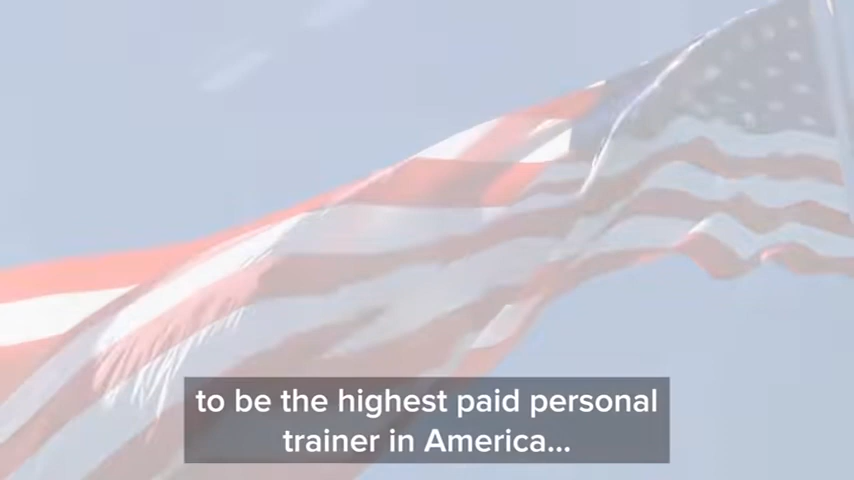 to be the highest paid personal
trainer in America...